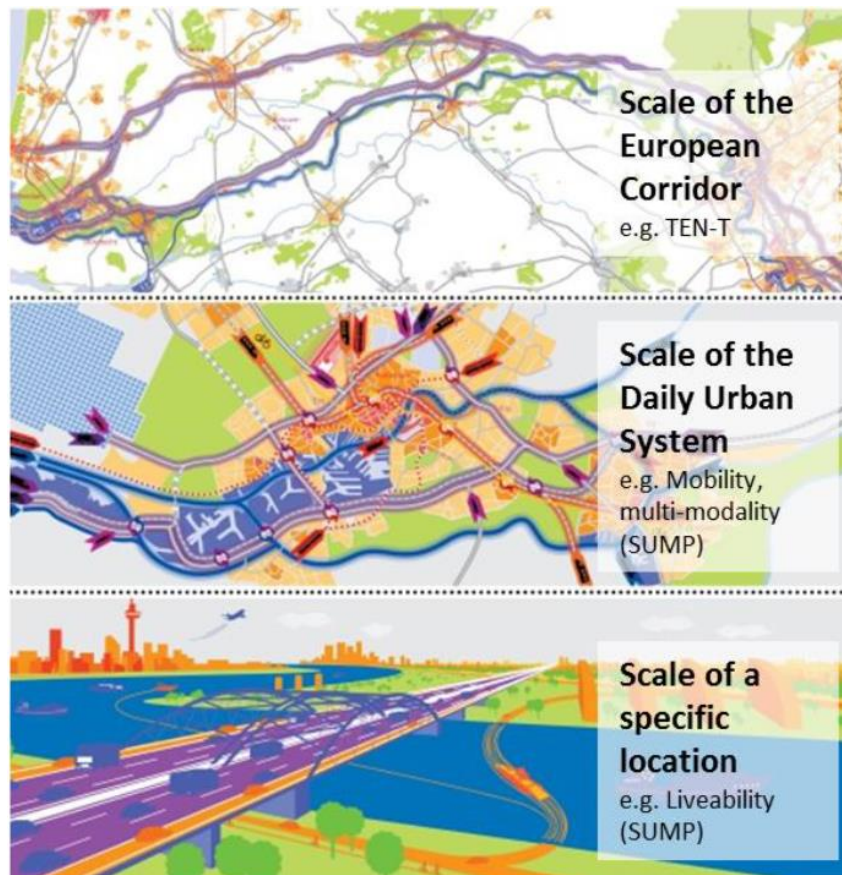 Scale of the
European
Corridor
e.g. TEN-T
Scale of the
Daily Urban
System
e.g. Mobility,
multi-modality
(SUMP)
Scale of a
specific
location
e.g. Liveability
(SUMP)